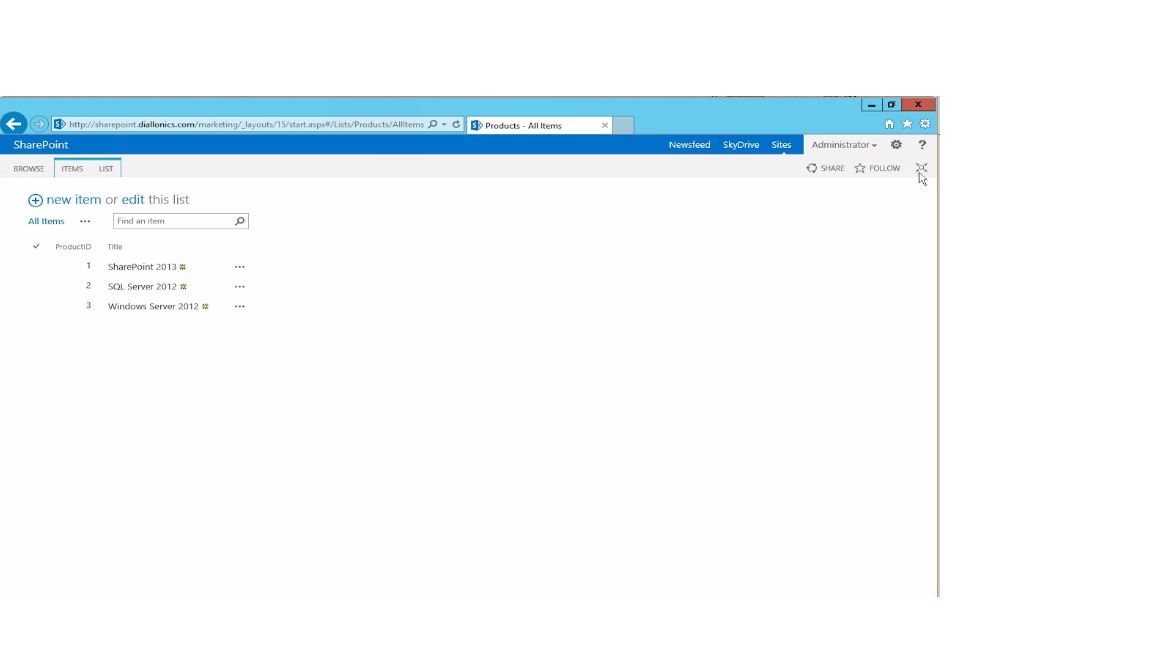 http://sharepoint.diallonics.com/marketing/_layouts/15/start.aspx#/Lists/Products/AllItems
Products - All Items
SharePoint
Newsfeed SkyDrive Sites Administrator ?
BROWSE ITEMS LIST SHARE FOLLOW
new item or edit this list
All Items ... Find an item
ProductID Title
1 SharePoint 2013 ...
2 SQL Server 2012 ...
3 Windows Server 2012 ...